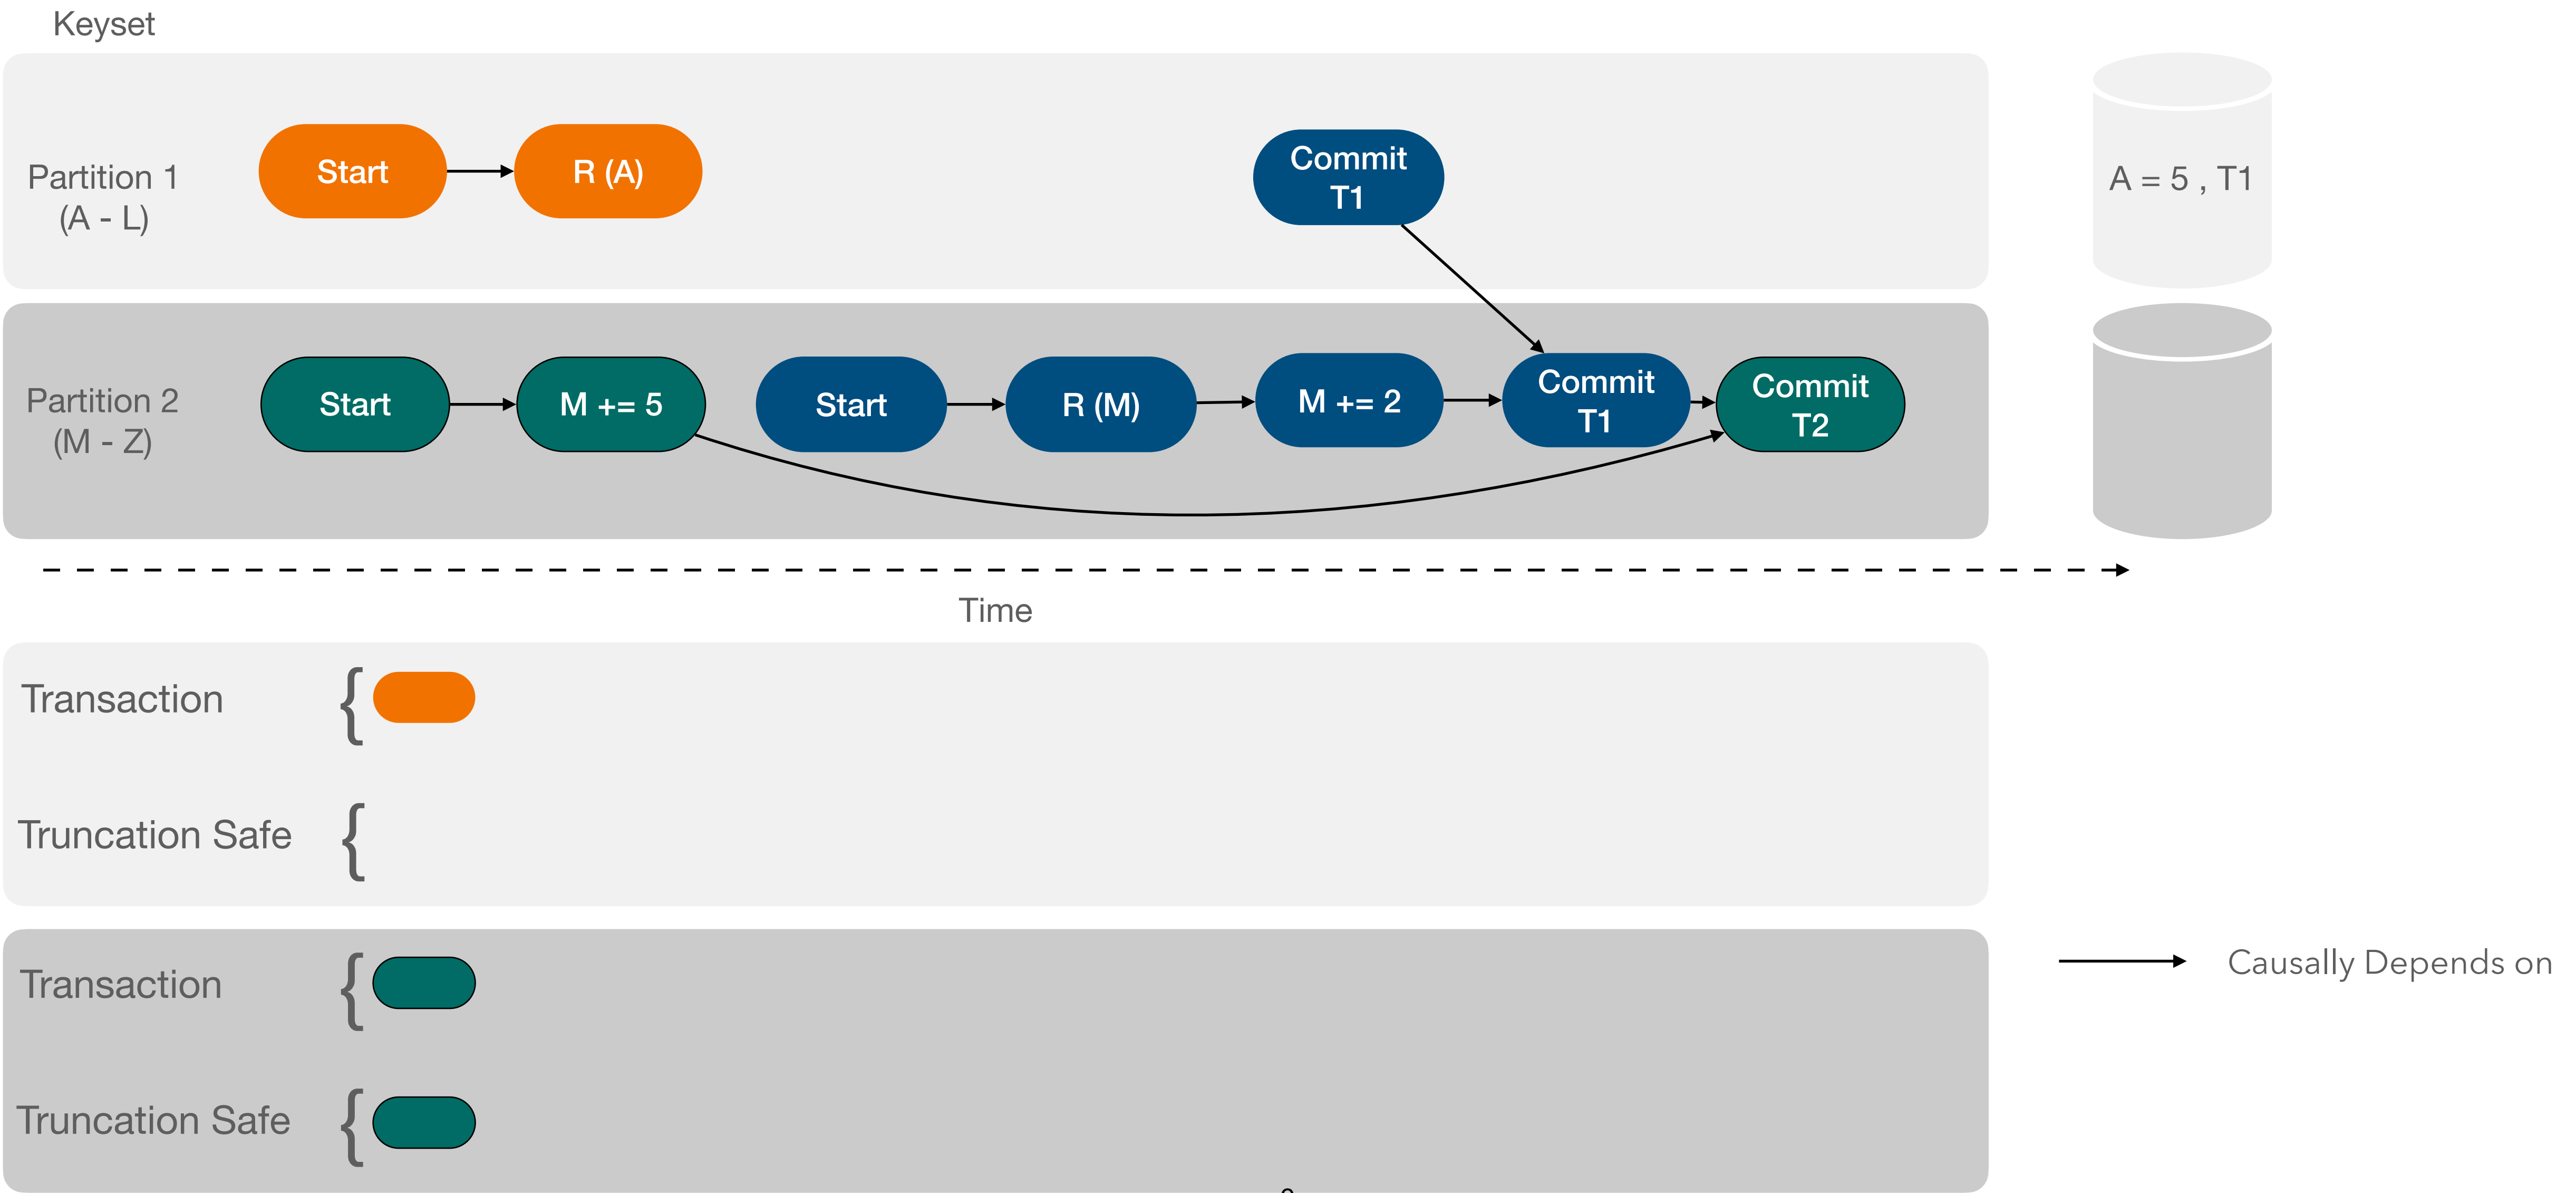 Keyset
Partition 1
(A - L)
Start
R (A)
Commit
T1
A = 5 , T1
Partition 2
(M - Z)
Start
M += 5
Start
R (M)
M += 2
Commit
T1
Commit
T2
Time
Transaction {
Truncation Safe {
Transaction {
Causally Depends on
Truncation Safe {